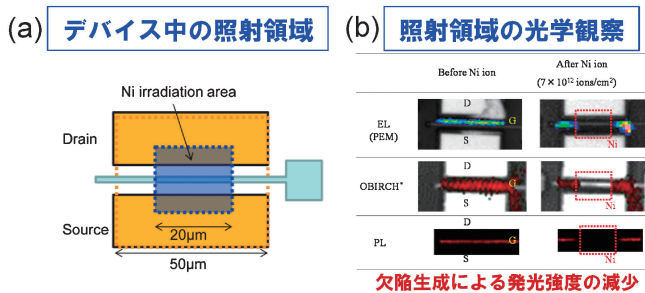 (a) デバイス中の照射領域
Ni irradiation area
Drain
Source
20μm
50μm
(b) 照射領域の光学観察
Before Ni ion
After Ni ion
(7×10¹² ions/cm²)
EL
(PEM)
D
G
S
Ni
OBIRCH*
D
G
S
Ni
PL
D
G
S
Ni
欠陥生成による発光強度の減少